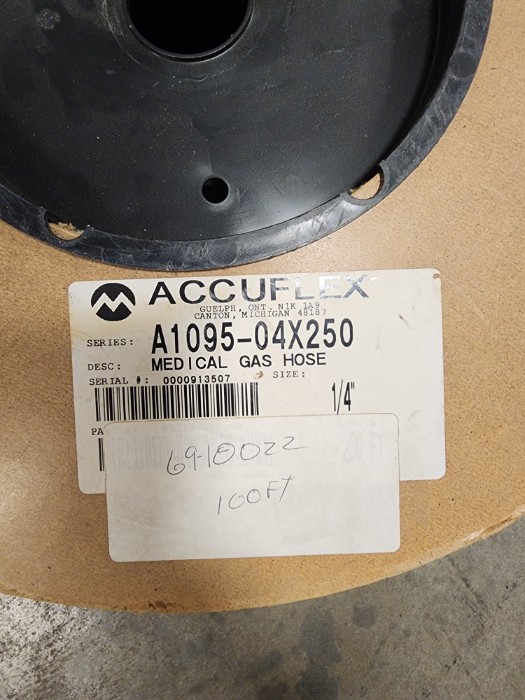 ACCUFLEX
GUELPH, ONT. N1K 1A9
CANTON, MICHIGAN 48187
SERIES: A1095-04X250
DESC: MEDICAL GAS HOSE
SERIAL #: 0000913507 SIZE:
1/4"
PA
69-10022
100FT